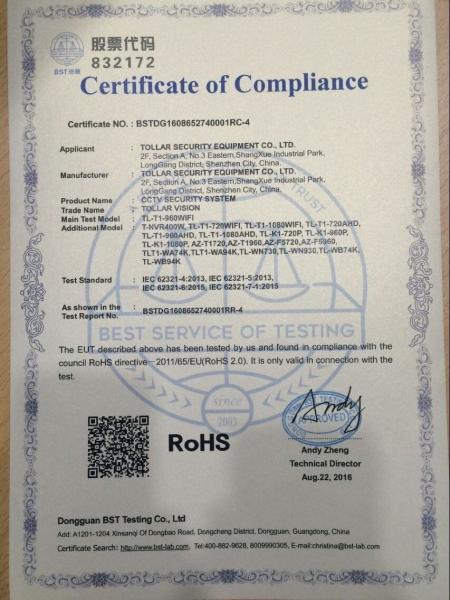 股票代码
832172
BST 倍测
Certificate of Compliance
Certificate NO. : BSTDG1608652740001RC-4
Applicant : TOLLAR SECURITY EQUIPMENT CO., LTD.
2F, Section A, No.3 Eastern,ShangXue Industrial Park,
LongGang District, Shenzhen City, China.
Manufacturer : TOLLAR SECURITY EQUIPMENT CO., LTD.
2F, Section A, No.3 Eastern,ShangXue Industrial Park,
LongGang District, Shenzhen City, China.
Product Name : CCTV SECURITY SYSTEM
Trade Name : TOLLAR VISION
Main Test Model : TL-T1-960WIFI
Additional Model : T-NVR400W, TL-T1-720WIFI, TL-T1-1080WIFI, TL-T1-720AHD,
TL-T1-960AHD, TL-T1-1080AHD, TL-K1-720P, TL-K1-960P,
TL-K1-1080P, AZ-T1720,AZ-T1960,AZ-F5720,AZ-F5960,
TLT1-WA74K,TLT1-WA94K,TL-WN730,TL-WN930,TL-WB74K,
TL-WB94K
Test Standard : IEC 62321-4:2013, IEC 62321-5:2013,
IEC 62321-6:2015, IEC 62321-7-1:2015
As shown in the
Test Report No. : BSTDG1608652740001RR-4
TRUST
BEST SERVICE OF TESTING
The EUT described above has been tested by us and found in compliance with the
council RoHS directive – 2011/65/EU(RoHS 2.0). It is only valid in connection with the
test.
since
2003
RoHS
Andy
APPROVED
Andy Zheng
Technical Director
Aug.22, 2016
Dongguan BST Testing Co., Ltd
Add: A1201-1204 Xinsanqi Of Dongbao Road, Dongcheng District, Dongguan, Guangdong, China
Certificate Search: http://www.bst-lab.com, Tel:400-882-9628, 8009990305, E-mail:christina@bst-lab.com